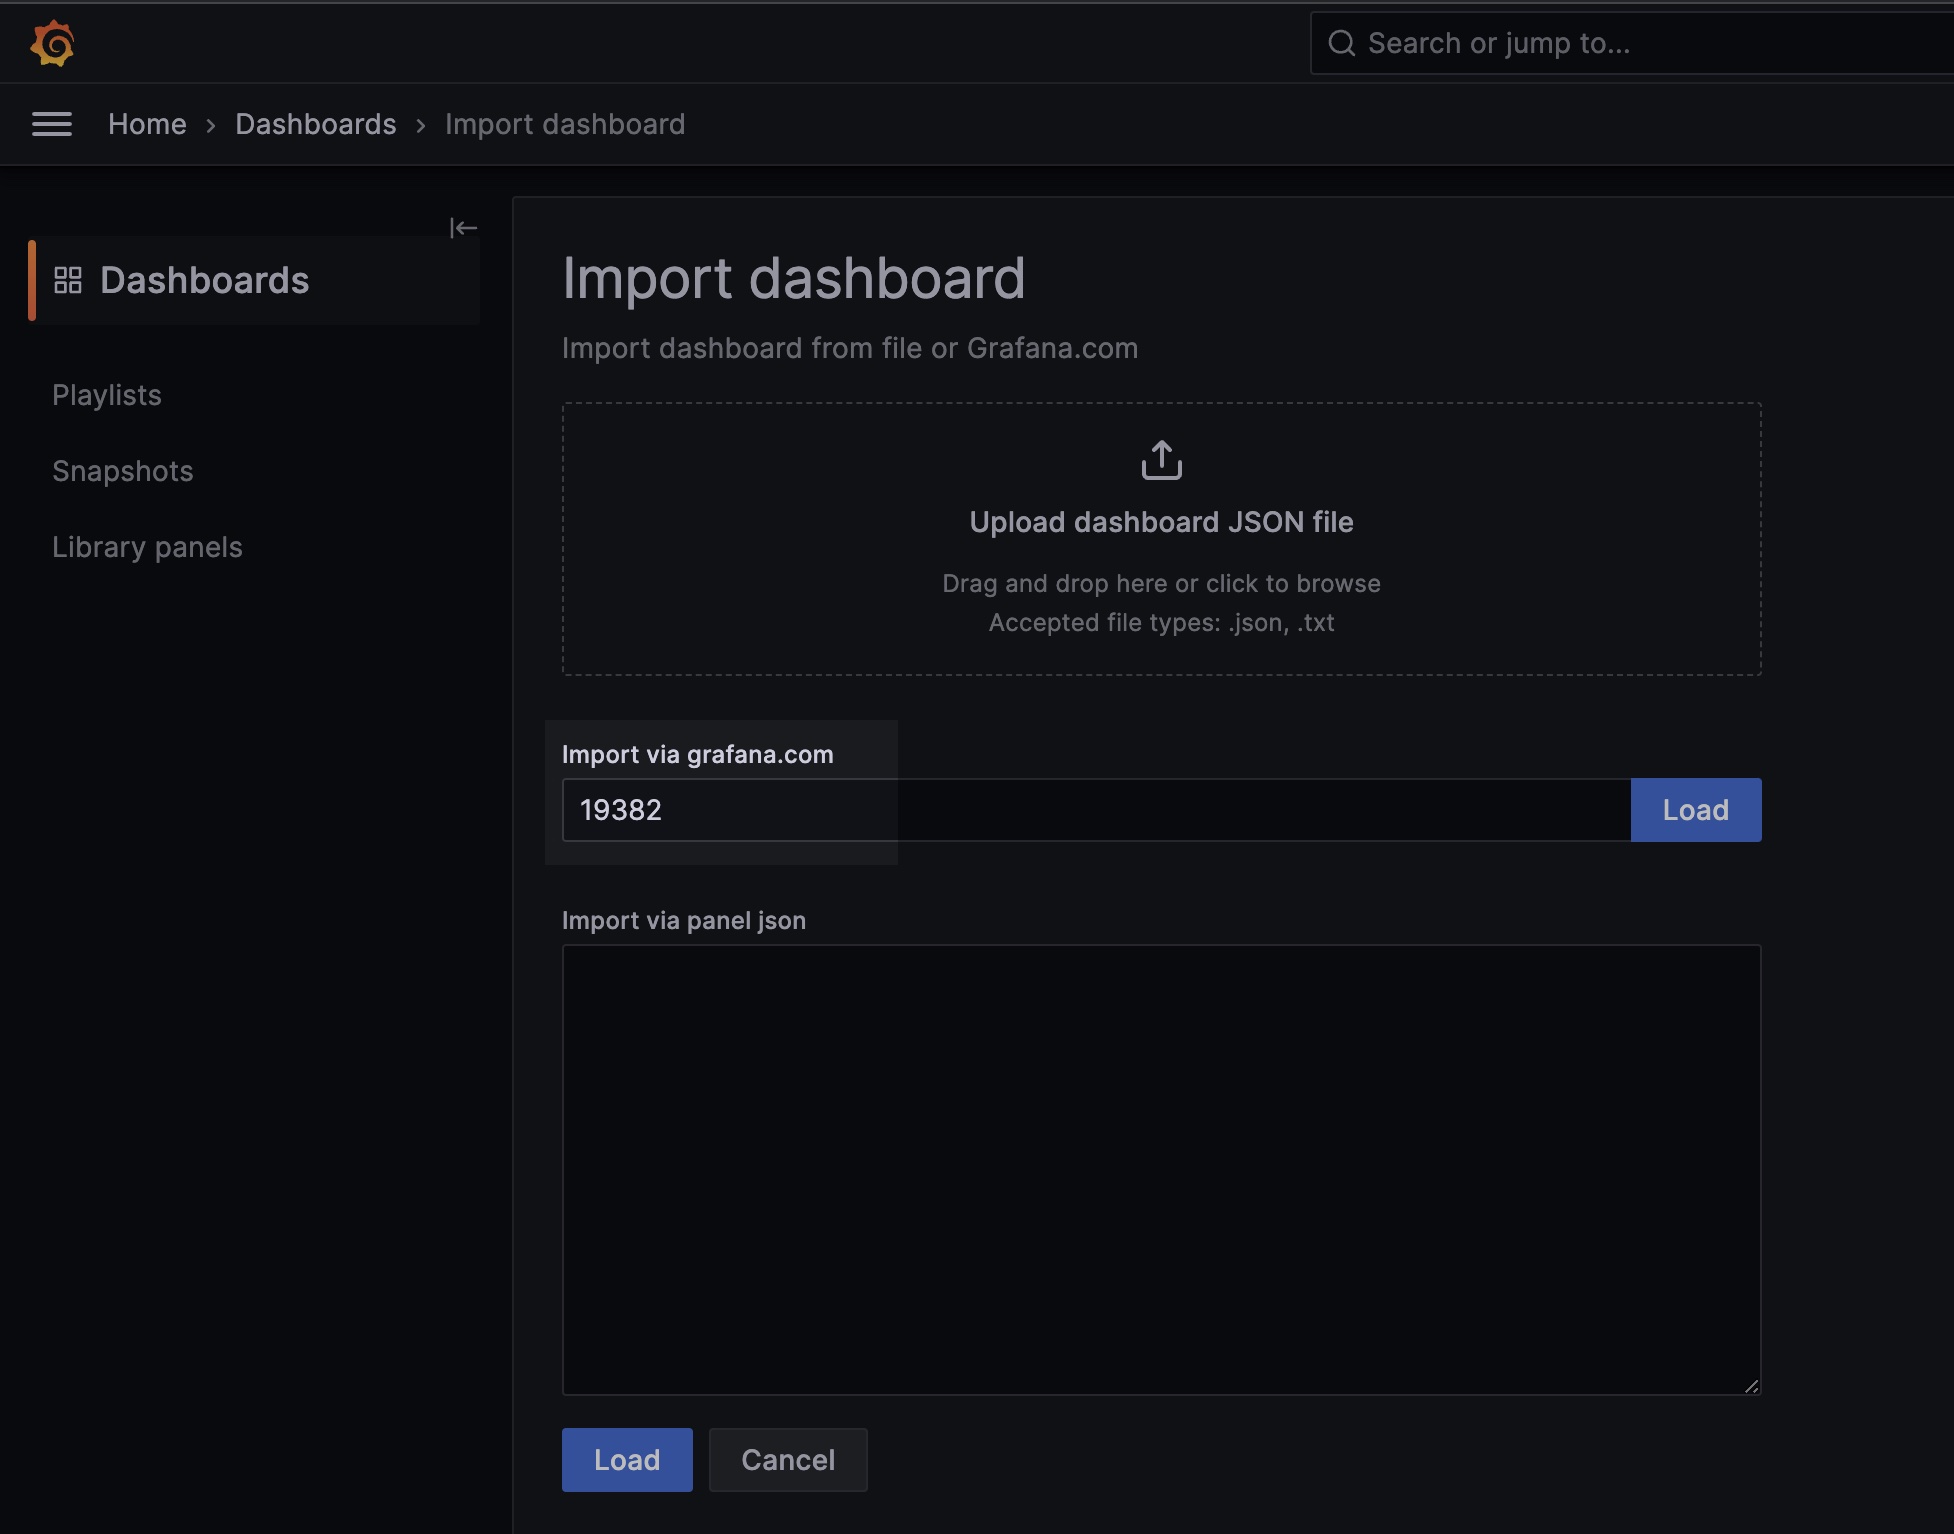 Search or jump to...
Home > Dashboards > Import dashboard
Dashboards
Playlists
Snapshots
Library panels
Import dashboard
Import dashboard from file or Grafana.com
Upload dashboard JSON file
Drag and drop here or click to browse
Accepted file types: .json, .txt
Import via grafana.com
19382
Load
Import via panel json
Load
Cancel